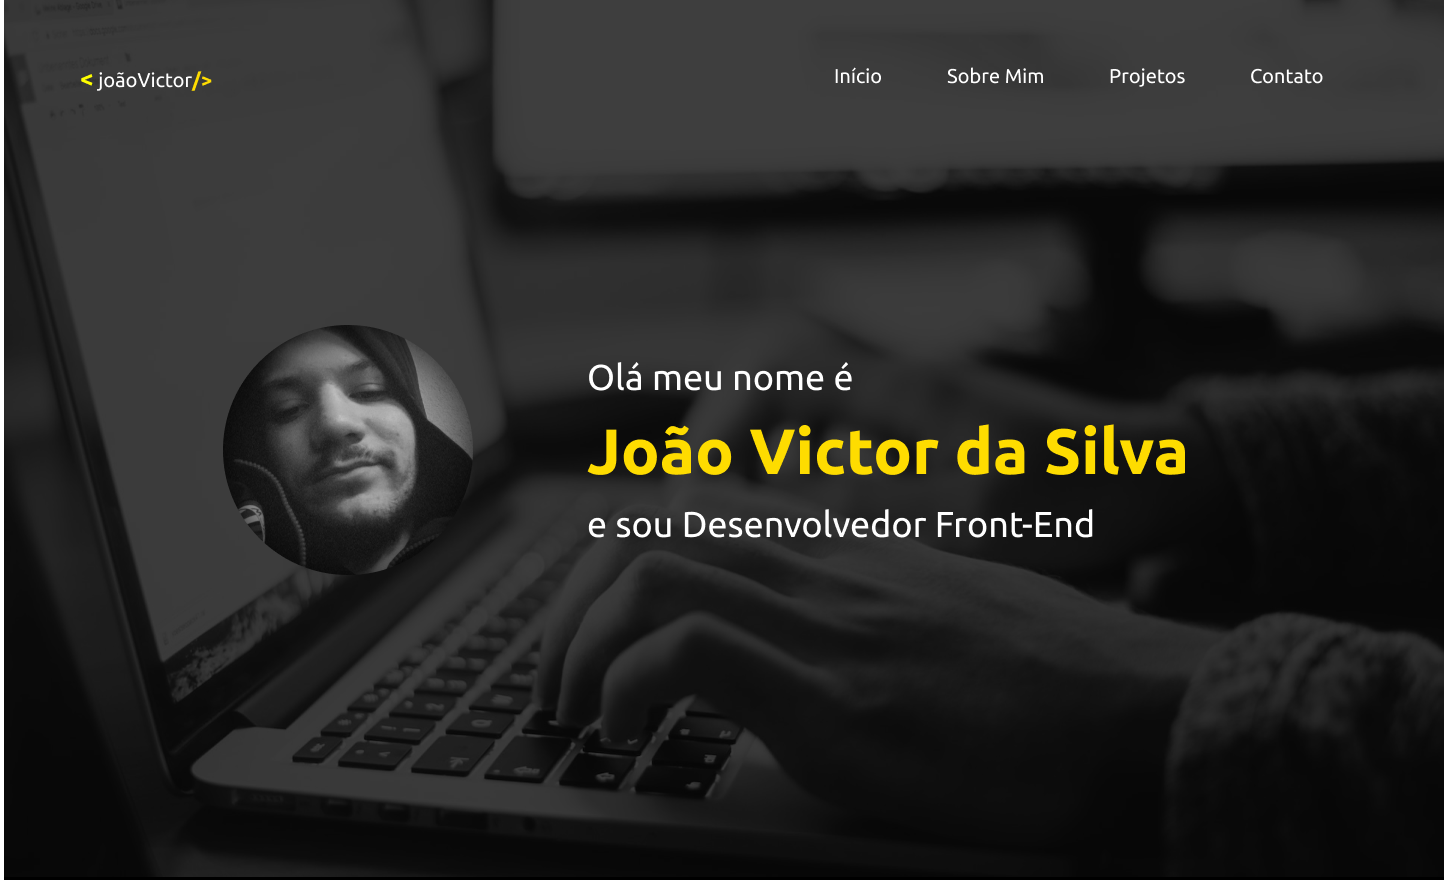 < joãoVictor/>
Início Sobre Mim Projetos Contato
Olá meu nome é
João Victor da Silva
e sou Desenvolvedor Front-End